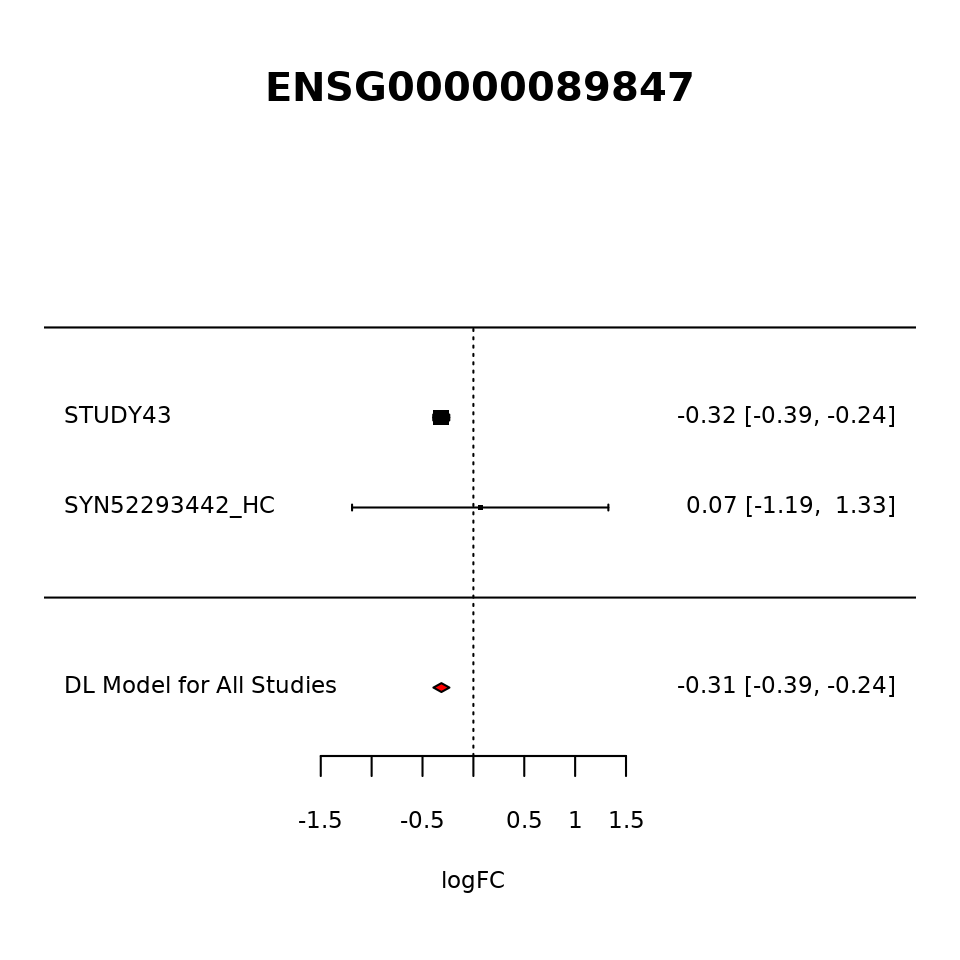 ENSG00000089847
STUDY43 -0.32 [-0.39, -0.24]
SYN52293442_HC 0.07 [-1.19,  1.33]
DL Model for All Studies -0.31 [-0.39, -0.24]
-1.5 -0.5 0.5 1 1.5
logFC